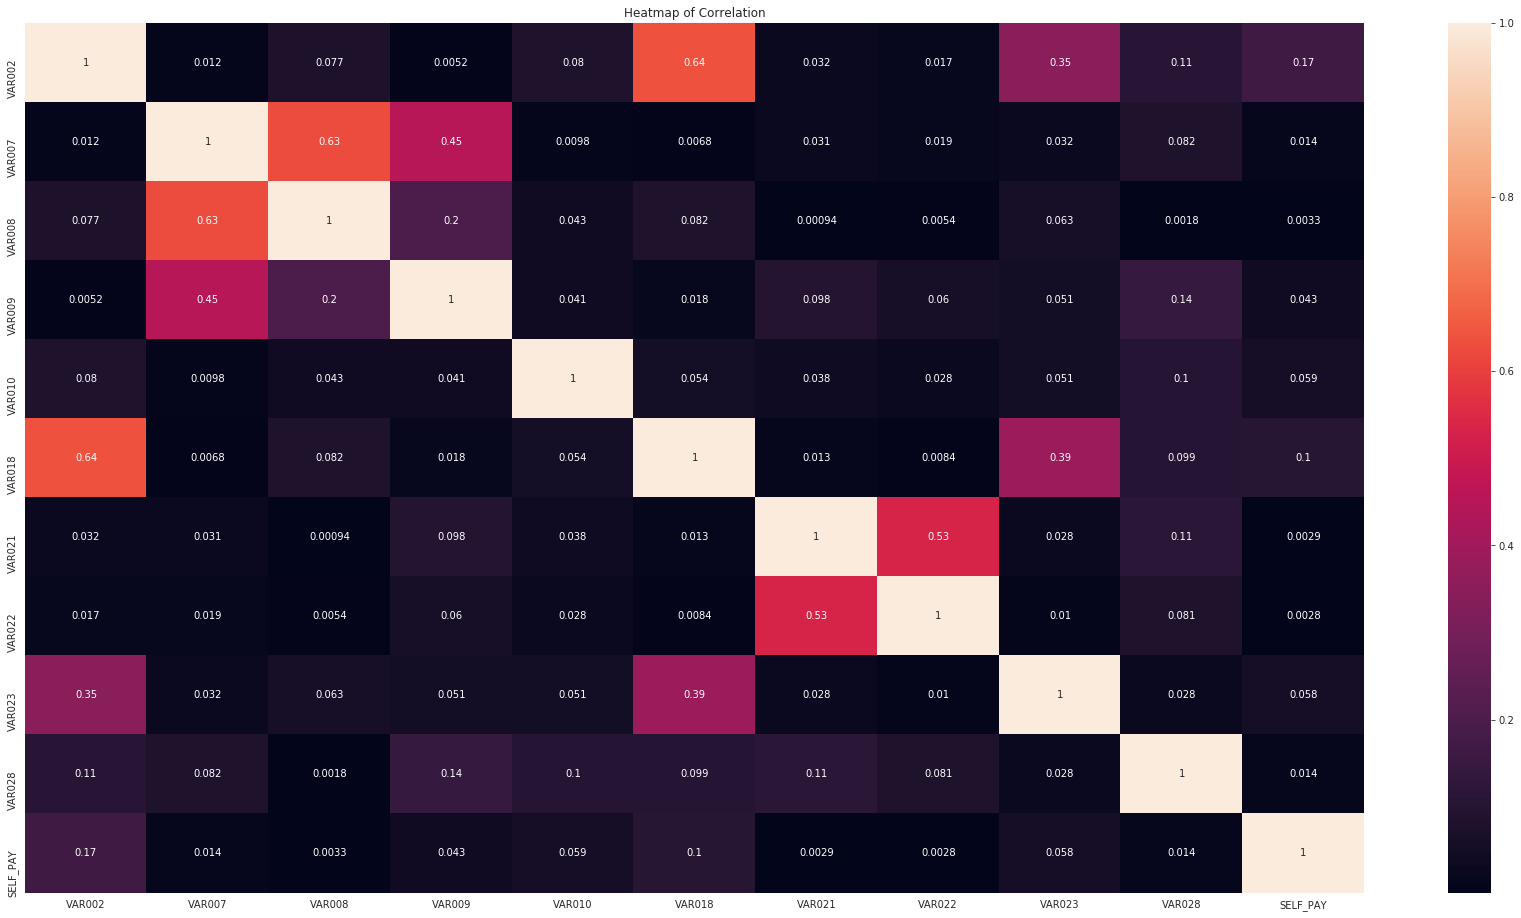 Heatmap of Correlation
VAR002 1 0.012 0.077 0.0052 0.08 0.64 0.032 0.017 0.35 0.11 0.17
VAR007 0.012 1 0.63 0.45 0.0098 0.0068 0.031 0.019 0.032 0.082 0.014
VAR008 0.077 0.63 1 0.2 0.043 0.082 0.00094 0.0054 0.063 0.0018 0.0033
VAR009 0.0052 0.45 0.2 1 0.041 0.018 0.098 0.06 0.051 0.14 0.043
VAR010 0.08 0.0098 0.043 0.041 1 0.054 0.038 0.028 0.051 0.1 0.059
VAR018 0.64 0.0068 0.082 0.018 0.054 1 0.013 0.0084 0.39 0.099 0.1
VAR021 0.032 0.031 0.00094 0.098 0.038 0.013 1 0.53 0.028 0.11 0.0029
VAR022 0.017 0.019 0.0054 0.06 0.028 0.0084 0.53 1 0.01 0.081 0.0028
VAR023 0.35 0.032 0.063 0.051 0.051 0.39 0.028 0.01 1 0.028 0.058
VAR028 0.11 0.082 0.0018 0.14 0.1 0.099 0.11 0.081 0.028 1 0.014
SELF_PAY 0.17 0.014 0.0033 0.043 0.059 0.1 0.0029 0.0028 0.058 0.014 1
VAR002 VAR007 VAR008 VAR009 VAR010 VAR018 VAR021 VAR022 VAR023 VAR028 SELF_PAY
1.0
0.8
0.6
0.4
0.2